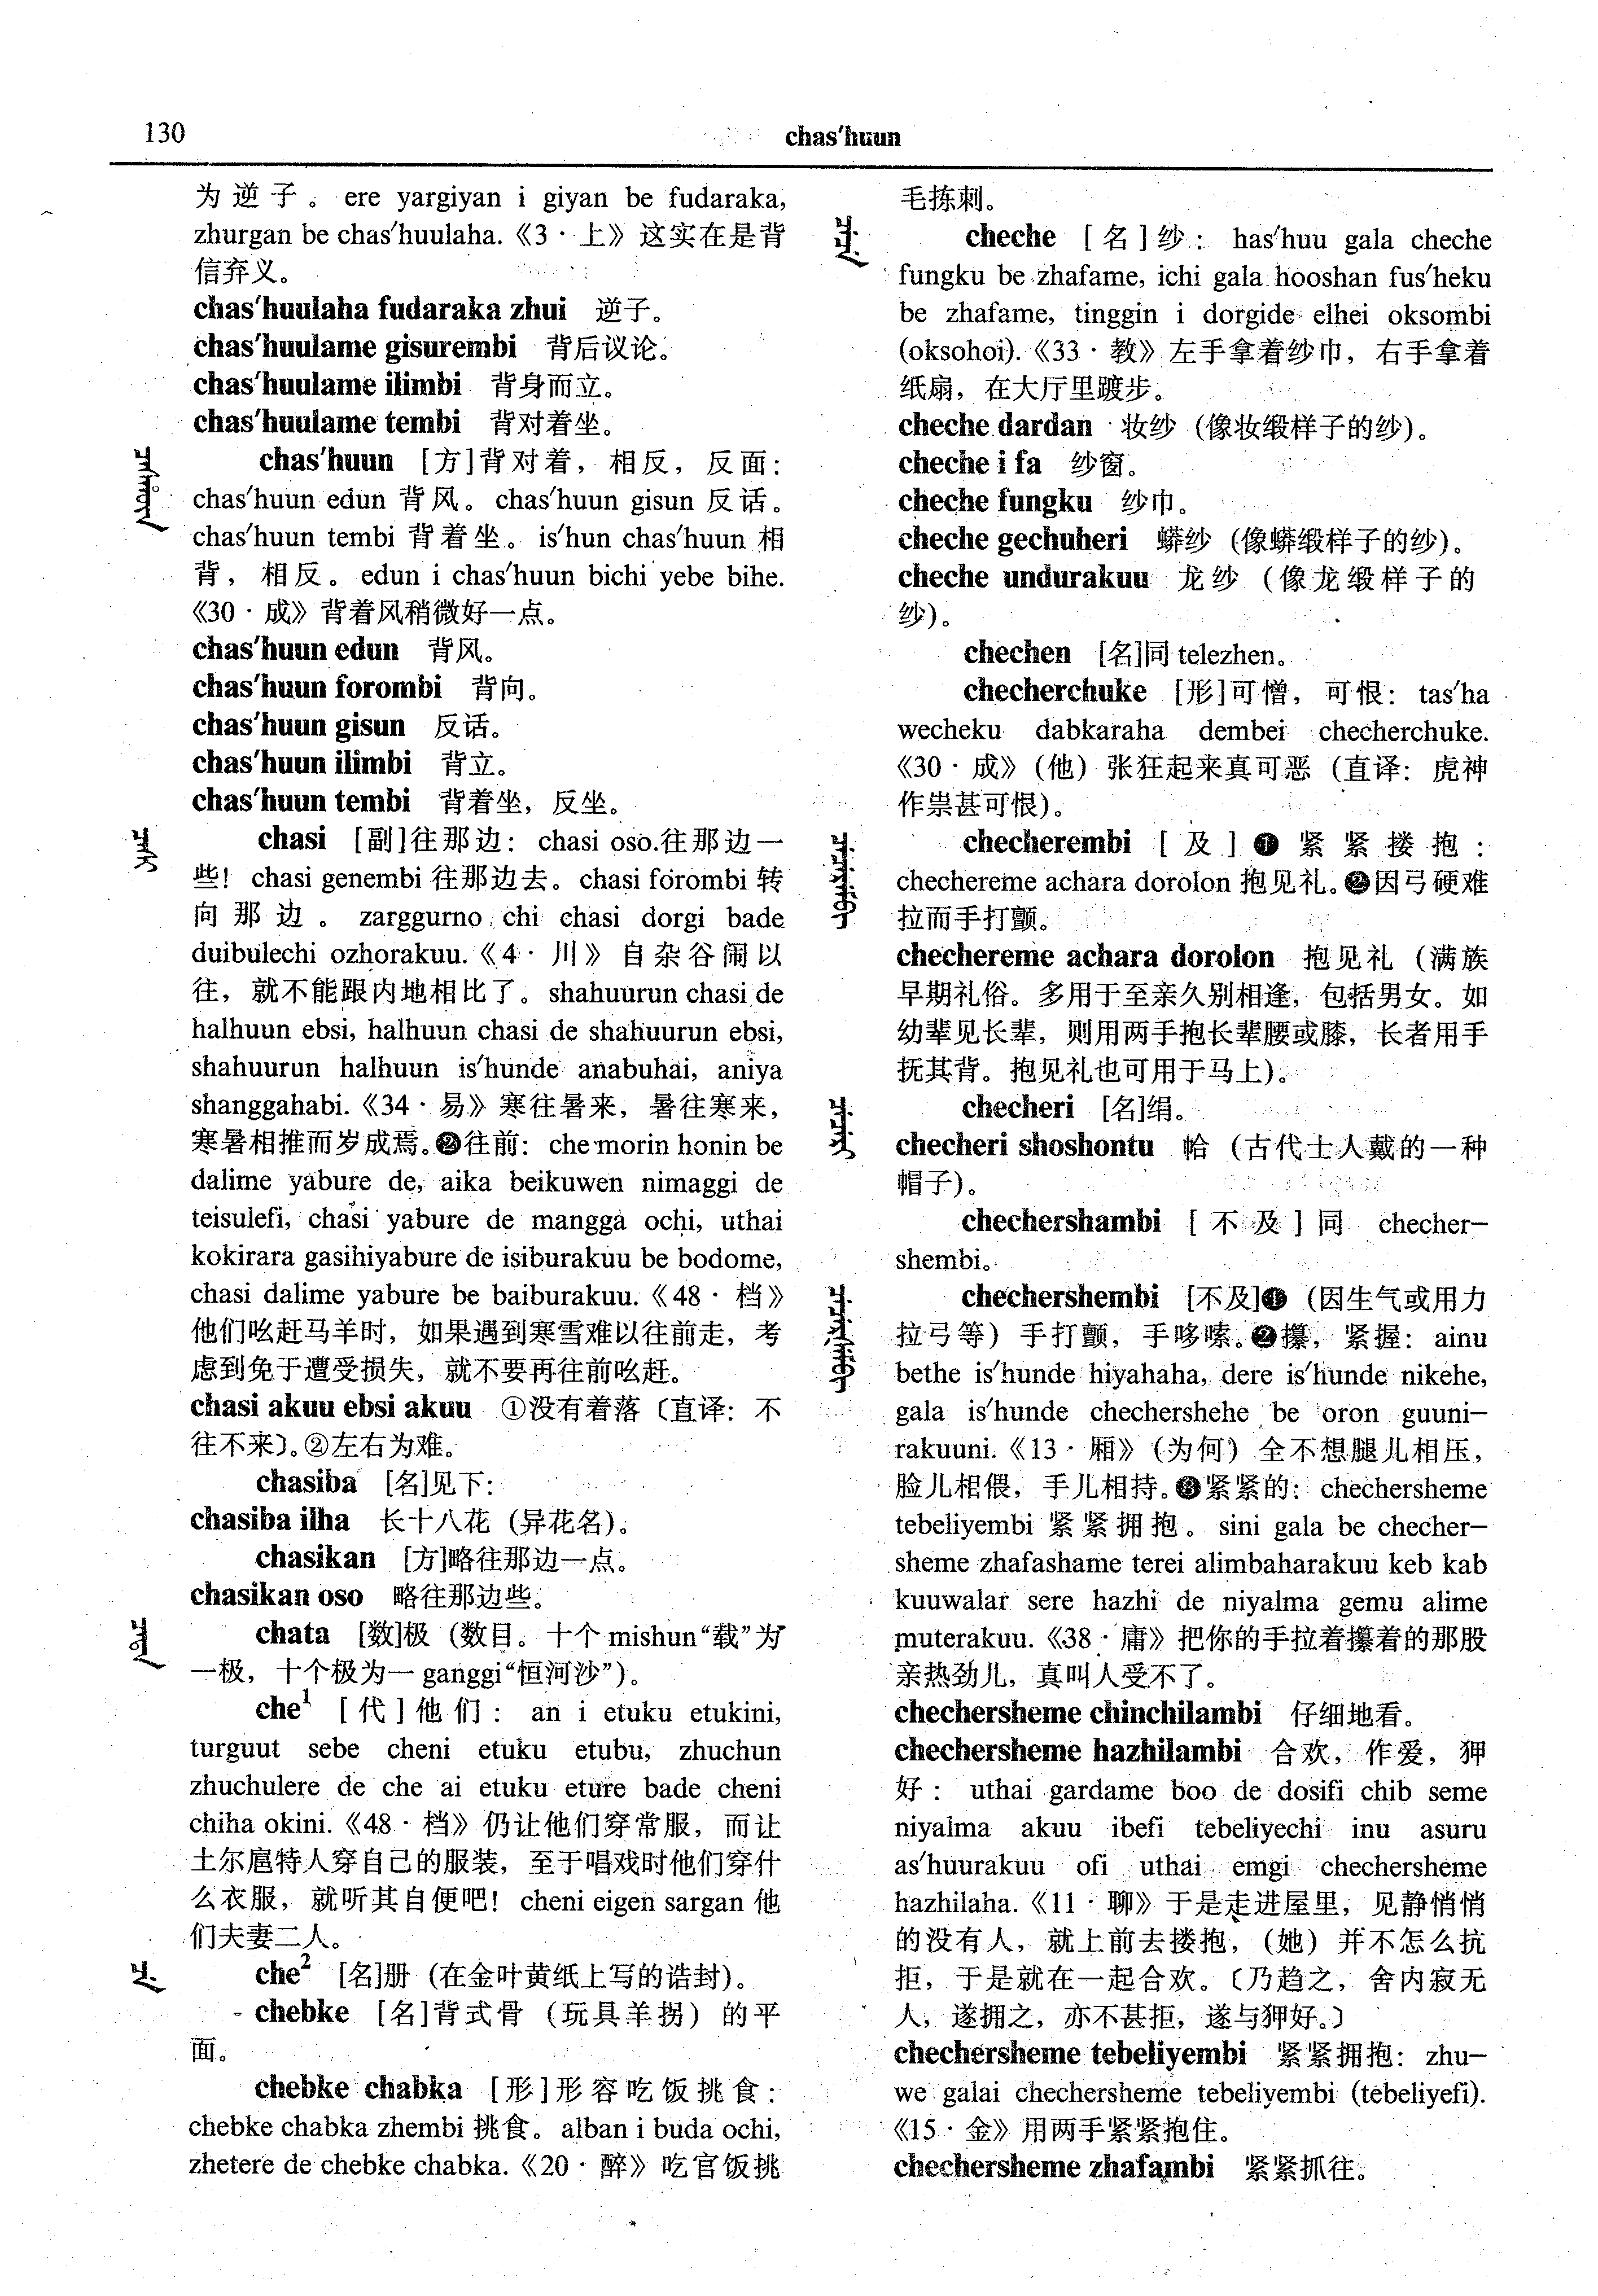 130
chas'huun
为逆子。ere yargiyan i giyan be fudaraka,
zhurgan be chas'huulaha.《3·上》这实在是背
信弃义。
chas'huulaha fudaraka zhui 逆子。
chas'huulame gisurembi 背后议论。
chas'huulame ilimbi 背身而立。
chas'huulame tembi 背对着坐。
chas'huun [方]背对着，相反，反面：
chas'huun edun 背风。chas'huun gisun 反话。
chas'huun tembi 背着坐。is'hun chas'huun 相
背，相反。edun i chas'huun bichi yebe bihe.
《30·成》背着风稍微好一点。
chas'huun edun 背风。
chas'huun forombi 背向。
chas'huun gisun 反话。
chas'huun ilimbi 背立。
chas'huun tembi 背着坐，反坐。
chasi [副]往那边：chasi oso.往那边一
些！chasi genembi 往那边去。chasi forombi 转
向那边。zarggurno chi chasi dorgi bade
duibulechi ozhorakuu.《4·川》自杂谷闹以
往，就不能跟内地相比了。shahuurun chasi de
halhuun ebsi, halhuun chasi de shahuurun ebsi,
shahuurun halhuun is'hunde anabuhai, aniya
shanggahabi.《34·易》寒往暑来，暑往寒来，
寒暑相推而岁成焉。❷往前：che morin honin be
dalime yabure de, aika beikuwen nimaggi de
teisulefi, chasi yabure de mangga ochi, uthai
kokirara gasihiyabure de isiburakuu be bodome,
chasi dalime yabure be baiburakuu.《48·档》
他们吆赶马羊时，如果遇到寒雪难以往前走，考
虑到免于遭受损失，就不要再往前吆赶。
chasi akuu ebsi akuu ①没有着落〔直译：不
往不来〕。②左右为难。
chasiba [名]见下：
chasiba ilha 长十八花（异花名）。
chasikan [方]略往那边一点。
chasikan oso 略往那边些。
chata [数]极（数目。十个 mishun“载”为
一极，十个极为一 ganggi“恒河沙”）。
che¹ [代]他们：an i etuku etukini,
turguut sebe cheni etuku etubu, zhuchun
zhuchulere de che ai etuku eture bade cheni
chiha okini.《48·档》仍让他们穿常服，而让
土尔扈特人穿自己的服装，至于唱戏时他们穿什
么衣服，就听其自便吧！cheni eigen sargan 他
们夫妻二人。
che² [名]册（在金叶黄纸上写的诰封）。
chebke [名]背式骨（玩具羊拐）的平
面。
chebke chabka [形]形容吃饭挑食：
chebke chabka zhembi 挑食。alban i buda ochi,
zhetere de chebke chabka.《20·醉》吃官饭挑
毛拣刺。
cheche [名]纱：has'huu gala cheche
fungku be zhafame, ichi gala hooshan fus'heku
be zhafame, tinggin i dorgide elhei oksombi
(oksohoi).《33·教》左手拿着纱巾，右手拿着
纸扇，在大厅里踱步。
cheche dardan 妆纱（像妆缎样子的纱）。
cheche i fa 纱窗。
cheche fungku 纱巾。
cheche gechuheri 蟒纱（像蟒缎样子的纱）。
cheche undurakuu 龙纱（像龙缎样子的
纱）。
chechen [名]同 telezhen。
checherchuke [形]可憎，可恨：tas'ha
wecheku dabkaraha dembei checherchuke.
《30·成》（他）张狂起来真可恶（直译：虎神
作祟甚可恨）。
checherembi [及]❶紧紧搂抱：
chechereme achara dorolon 抱见礼。❷因弓硬难
拉而手打颤。
chechereme achara dorolon 抱见礼（满族
早期礼俗。多用于至亲久别相逢，包括男女。如
幼辈见长辈，则用两手抱长辈腰或膝，长者用手
抚其背。抱见礼也可用于马上）。
checheri [名]绢。
checheri shoshontu 帢（古代士人戴的一种
帽子）。
chechershambi [不及]同 checher—
shembi。
chechershembi [不及]❶（因生气或用力
拉弓等）手打颤，手哆嗦。❷攥，紧握：ainu
bethe is'hunde hiyahaha, dere is'hunde nikehe,
gala is'hunde chechershehe be oron guuni—
rakuuni.《13·厢》（为何）全不想腿儿相压，
脸儿相偎，手儿相持。❸紧紧的：chechersheme
tebeliyembi 紧紧拥抱。sini gala be checher—
sheme zhafashame terei alimbaharakuu keb kab
kuuwalar sere hazhi de niyalma gemu alime
muterakuu.《38·庸》把你的手拉着攥着的那股
亲热劲儿，真叫人受不了。
chechersheme chinchilambi 仔细地看。
chechersheme hazhilambi 合欢，作爱，狎
好：uthai gardame boo de dosifi chib seme
niyalma akuu ibefi tebeliyechi inu asuru
as'huurakuu ofi uthai emgi chechersheme
hazhilaha.《11·聊》于是走进屋里，见静悄悄
的没有人，就上前去搂抱，（她）并不怎么抗
拒，于是就在一起合欢。〔乃趋之，舍内寂无
人，遂拥之，亦不甚拒，遂与狎好。〕
chechersheme tebeliyembi 紧紧拥抱：zhu—
we galai chechersheme tebeliyembi (tebeliyefi).
《15·金》用两手紧紧抱住。
chechersheme zhafambi 紧紧抓往。